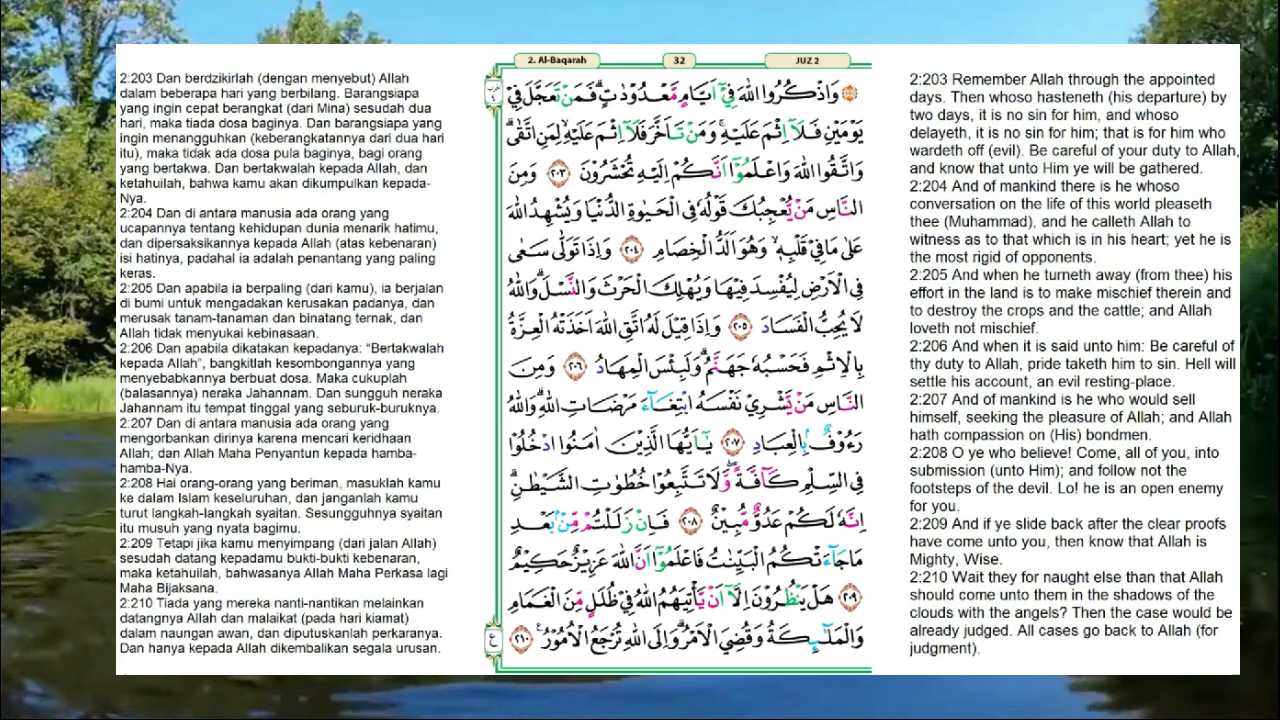 2:203 Dan berdzikirlah (dengan menyebut) Allah
dalam beberapa hari yang berbilang. Barangsiapa
yang ingin cepat berangkat (dari Mina) sesudah dua
hari, maka tiada dosa baginya. Dan barangsiapa yang
ingin menangguhkan (keberangkatannya dari dua hari
itu), maka tidak ada dosa pula baginya, bagi orang
yang bertakwa. Dan bertakwalah kepada Allah, dan
ketahuilah, bahwa kamu akan dikumpulkan kepada-
Nya.
2:204 Dan di antara manusia ada orang yang
ucapannya tentang kehidupan dunia menarik hatimu,
dan dipersaksikannya kepada Allah (atas kebenaran)
isi hatinya, padahal ia adalah penantang yang paling
keras.
2:205 Dan apabila ia berpaling (dari kamu), ia berjalan
di bumi untuk mengadakan kerusakan padanya, dan
merusak tanam-tanaman dan binatang ternak, dan
Allah tidak menyukai kebinasaan.
2:206 Dan apabila dikatakan kepadanya: “Bertakwalah
kepada Allah”, bangkitlah kesombongannya yang
menyebabkannya berbuat dosa. Maka cukuplah
(balasannya) neraka Jahannam. Dan sungguh neraka
Jahannam itu tempat tinggal yang seburuk-buruknya.
2:207 Dan di antara manusia ada orang yang
mengorbankan dirinya karena mencari keridhaan
Allah; dan Allah Maha Penyantun kepada hamba-
hamba-Nya.
2:208 Hai orang-orang yang beriman, masuklah kamu
ke dalam Islam keseluruhan, dan janganlah kamu
turut langkah-langkah syaitan. Sesungguhnya syaitan
itu musuh yang nyata bagimu.
2:209 Tetapi jika kamu menyimpang (dari jalan Allah)
sesudah datang kepadamu bukti-bukti kebenaran,
maka ketahuilah, bahwasanya Allah Maha Perkasa lagi
Maha Bijaksana.
2:210 Tiada yang mereka nanti-nantikan melainkan
datangnya Allah dan malaikat (pada hari kiamat)
dalam naungan awan, dan diputuskanlah perkaranya.
Dan hanya kepada Allah dikembalikan segala urusan.
2. Al-Baqarah 32 JUZ 2
وَاذْكُرُوا اللّٰهَ فِيْٓ اَيَّامٍ مَّعْدُوْدٰتٍۗ فَمَنْ تَعَجَّلَ فِيْ
يَوْمَيْنِ فَلَآ اِثْمَ عَلَيْهِۚ وَمَنْ تَاَخَّرَ فَلَآ اِثْمَ عَلَيْهِۙ لِمَنِ اتَّقٰىۗ
وَاتَّقُوا اللّٰهَ وَاعْلَمُوْٓا اَنَّكُمْ اِلَيْهِ تُحْشَرُوْنَ ٢٠٣ وَمِنَ
النَّاسِ مَنْ يُّعْجِبُكَ قَوْلُهٗ فِى الْحَيٰوةِ الدُّنْيَا وَيُشْهِدُ اللّٰهَ
عَلٰى مَا فِيْ قَلْبِهٖۙ وَهُوَ اَلَدُّ الْخِصَامِ ٢٠٤ وَاِذَا تَوَلّٰى سَعٰى
فِى الْاَرْضِ لِيُفْسِدَ فِيْهَا وَيُهْلِكَ الْحَرْثَ وَالنَّسْلَۗ وَاللّٰهُ
لَا يُحِبُّ الْفَسَادَ ٢٠٥ وَاِذَا قِيْلَ لَهُ اتَّقِ اللّٰهَ اَخَذَتْهُ الْعِزَّةُ
بِالْاِثْمِ فَحَسْبُهٗ جَهَنَّمُۗ وَلَبِئْسَ الْمِهَادُ ٢٠٦ وَمِنَ
النَّاسِ مَنْ يَّشْرِيْ نَفْسَهُ ابْتِغَاۤءَ مَرْضَاتِ اللّٰهِۗ وَاللّٰهُ
رَءُوْفٌۢ بِالْعِبَادِ ٢٠٧ يٰٓاَيُّهَا الَّذِيْنَ اٰمَنُوا ادْخُلُوْا
فِى السِّلْمِ كَاۤفَّةًۖ وَّلَا تَتَّبِعُوْا خُطُوٰتِ الشَّيْطٰنِۗ
اِنَّهٗ لَكُمْ عَدُوٌّ مُّبِيْنٌ ٢٠٨ فَاِنْ زَلَلْتُمْ مِّنْۢ بَعْدِ
مَا جَاۤءَتْكُمُ الْبَيِّنٰتُ فَاعْلَمُوْٓا اَنَّ اللّٰهَ عَزِيْزٌ حَكِيْمٌ
٢٠٩ هَلْ يَنْظُرُوْنَ اِلَّآ اَنْ يَّأْتِيَهُمُ اللّٰهُ فِيْ ظُلَلٍ مِّنَ الْغَمَامِ
وَالْمَلٰۤىِٕكَةُ وَقُضِيَ الْاَمْرُۗ وَاِلَى اللّٰهِ تُرْجَعُ الْاُمُوْرُ ٢١٠
ع
2:203 Remember Allah through the appointed
days. Then whoso hasteneth (his departure) by
two days, it is no sin for him, and whoso
delayeth, it is no sin for him; that is for him who
wardeth off (evil). Be careful of your duty to Allah,
and know that unto Him ye will be gathered.
2:204 And of mankind there is he whoso
conversation on the life of this world pleaseth
thee (Muhammad), and he calleth Allah to
witness as to that which is in his heart; yet he is
the most rigid of opponents.
2:205 And when he turneth away (from thee) his
effort in the land is to make mischief therein and
to destroy the crops and the cattle; and Allah
loveth not mischief.
2:206 And when it is said unto him: Be careful of
thy duty to Allah, pride taketh him to sin. Hell will
settle his account, an evil resting-place.
2:207 And of mankind is he who would sell
himself, seeking the pleasure of Allah; and Allah
hath compassion on (His) bondmen.
2:208 O ye who believe! Come, all of you, into
submission (unto Him); and follow not the
footsteps of the devil. Lo! he is an open enemy
for you.
2:209 And if ye slide back after the clear proofs
have come unto you, then know that Allah is
Mighty, Wise.
2:210 Wait they for naught else than that Allah
should come unto them in the shadows of the
clouds with the angels? Then the case would be
already judged. All cases go back to Allah (for
judgment).